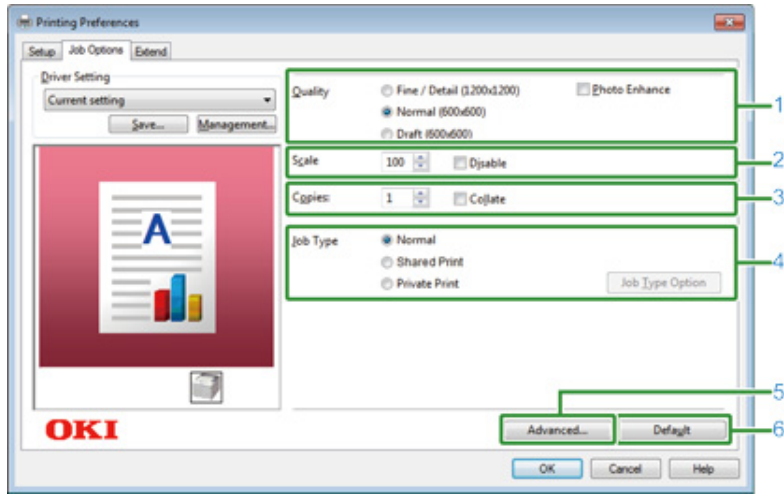 Printing Preferences
Setup Job Options Extend
Driver Setting
Current setting
Save... Management...
A
OKI
Quality Fine / Detail (1200x1200) Photo Enhance
Normal (600x600)
Draft (600x600)
1
Scale 100 Disable
2
Copies: 1 Collate
3
Job Type Normal
Shared Print
Private Print Job Type Option
4
5
Advanced... Default
6
OK Cancel Help